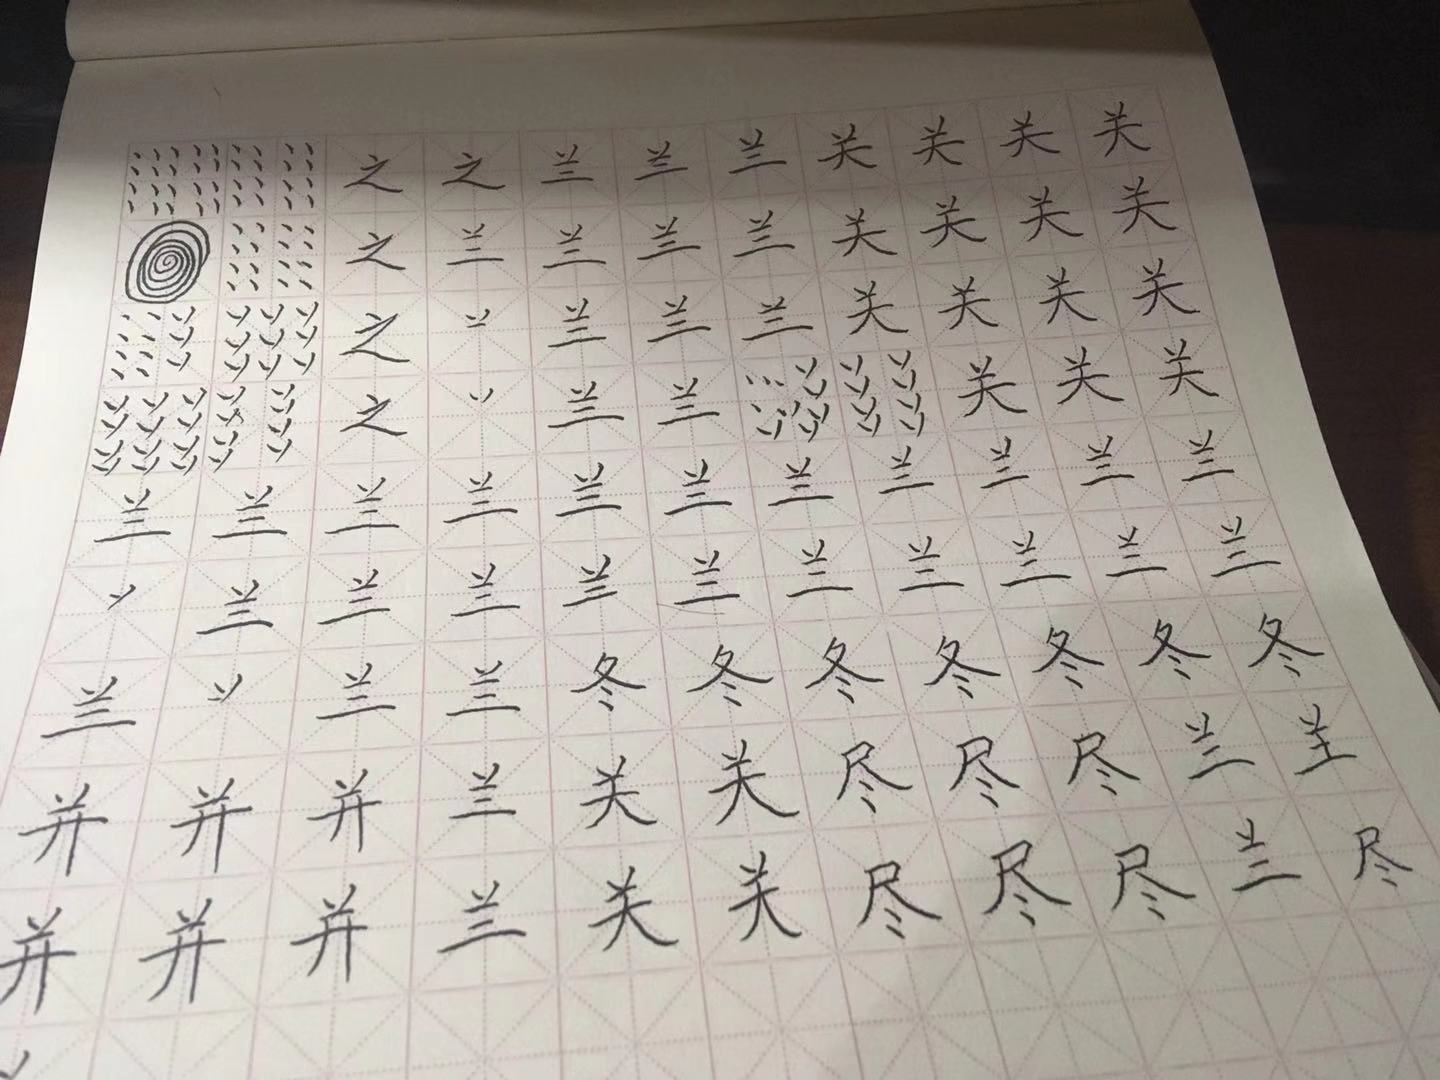 之 之 兰 兰 兰 关 关 关 关
之 兰 兰 兰 兰 关 关 关 关
之 兰 兰 兰 关 关 关 关
之 丷 兰 兰 关 关 关
兰 兰 兰 兰 兰 兰 兰 兰 兰 兰 兰
丷 兰 兰 兰 兰 兰 兰 兰 兰 兰 兰
兰 丷 兰 兰 冬 冬 冬 冬 冬 冬 冬
并 并 并 兰 关 关 尽 尽 尽 兰
并 并 并 兰 关 关 尽 尽 尽 兰 尽